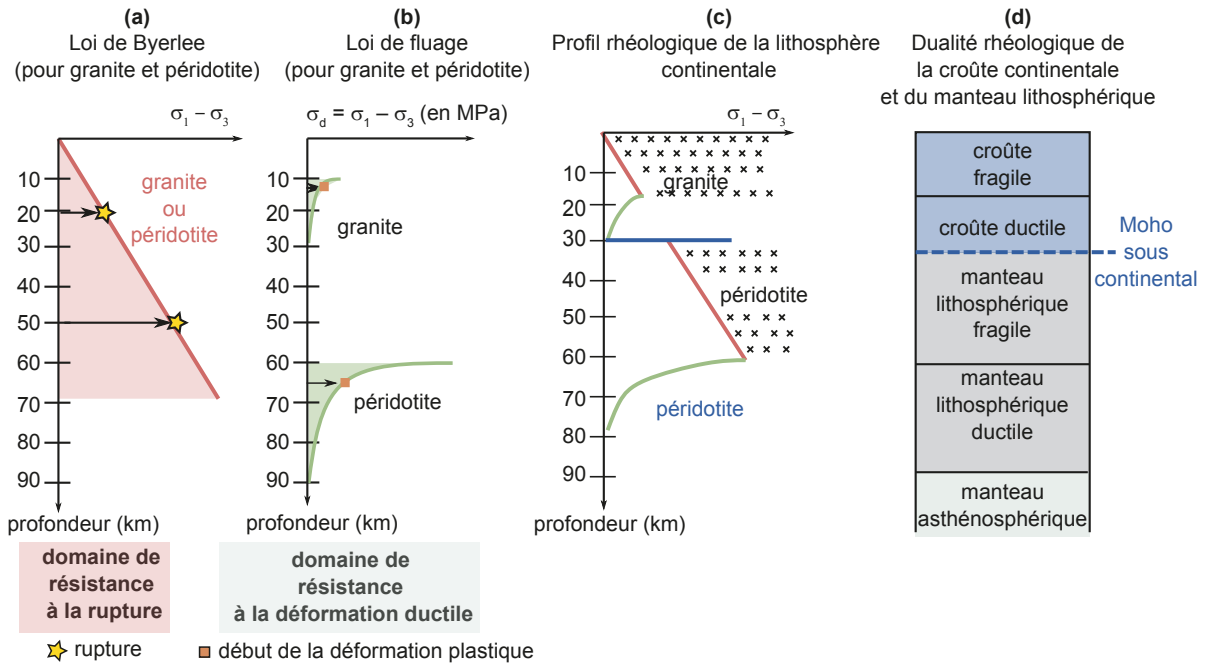 (a)
Loi de Byerlee
(pour granite et péridotite)
σ1 – σ3
10
20
30
40
50
60
70
80
90
granite
ou
péridotite
profondeur (km)
domaine de
résistance
à la rupture
rupture
(b)
Loi de fluage
(pour granite et péridotite)
σd = σ1 – σ3 (en MPa)
10
20
30
40
50
60
70
80
90
granite
péridotite
profondeur (km)
domaine de
résistance
à la déformation ductile
début de la déformation plastique
(c)
Profil rhéologique de la lithosphère
continentale
σ1 – σ3
10
20
30
40
50
60
70
80
90
granite
péridotite
péridotite
profondeur (km)
(d)
Dualité rhéologique de
la croûte continentale
et du manteau lithosphérique
croûte
fragile
croûte ductile
Moho
sous
continental
manteau
lithosphérique
fragile
manteau
lithosphérique
ductile
manteau
asthénosphérique